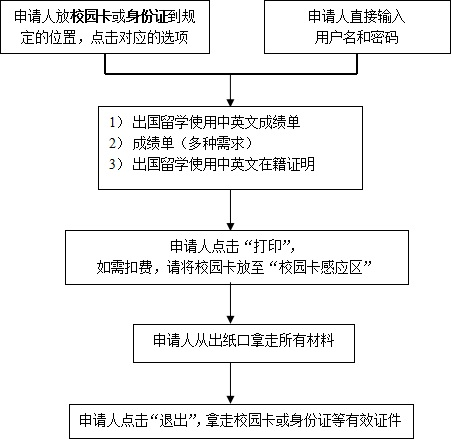 申请人放校园卡或身份证到规
定的位置，点击对应的选项
申请人直接输入
用户名和密码
1） 出国留学使用中英文成绩单
2） 成绩单（多种需求）
3） 出国留学使用中英文在籍证明
申请人点击“打印”，
如需扣费，请将校园卡放至“校园卡感应区”
申请人从出纸口拿走所有材料
申请人点击“退出”，拿走校园卡或身份证等有效证件